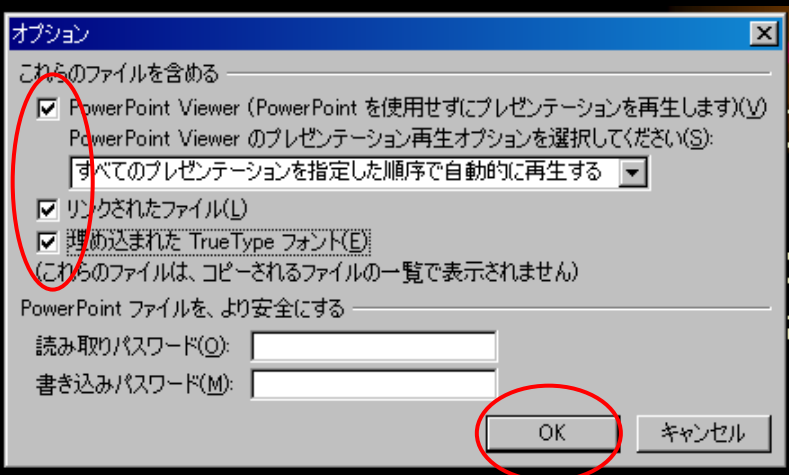 オプション
これらのファイルを含める
PowerPoint Viewer (PowerPoint を使用せずにプレゼンテーションを再生します)(V)
PowerPoint Viewer のプレゼンテーション再生オプションを選択してください(S):
すべてのプレゼンテーションを指定した順序で自動的に再生する
リンクされたファイル(L)
埋め込まれた TrueType フォント(E)
(これらのファイルは、コピーされるファイルの一覧で表示されません)
PowerPoint ファイルを、より安全にする
読み取りパスワード(O):
書き込みパスワード(M):
OK キャンセル